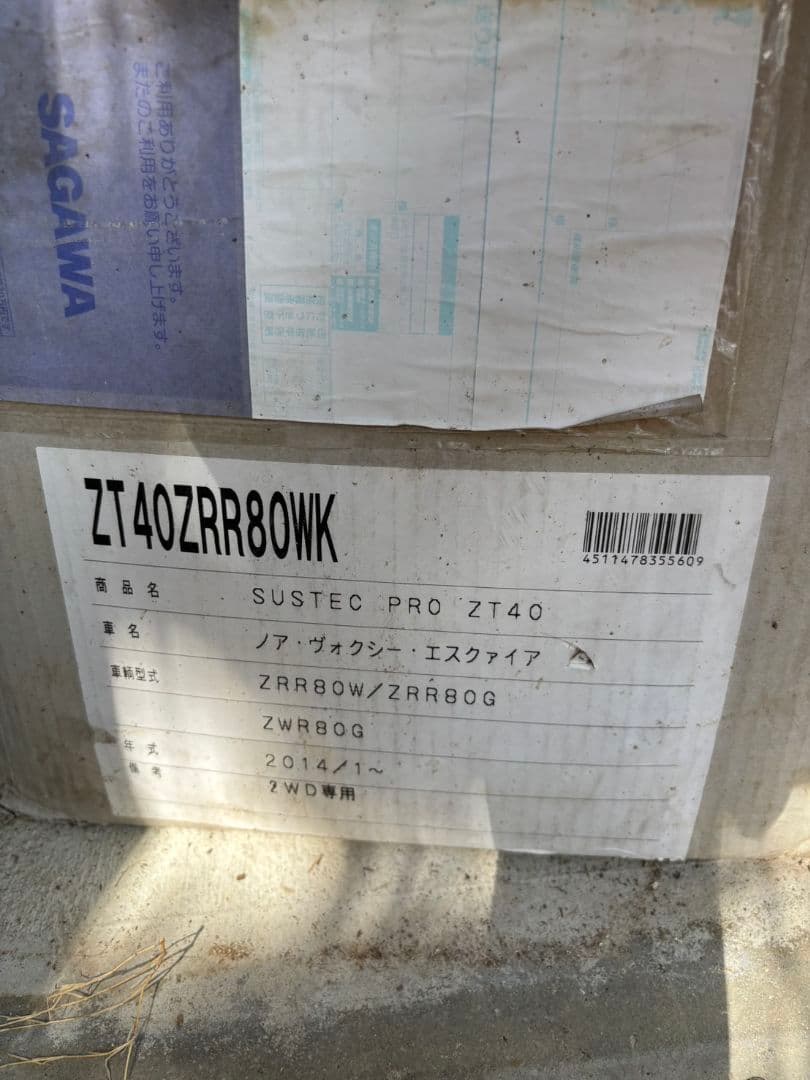 SAGAWA
ご利用ありがとうございます。
またのご利用をお願い申し上げます。
ZT40ZRR80WK
4511478355609
商品名 SUSTEC PRO ZT40
車名 ノア・ヴォクシー・エスクァイア
車輌型式 ZRR80W/ZRR80G
ZWR80G
年式 2014/1～
備考 2WD専用